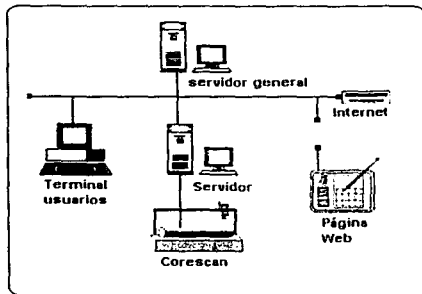 servidor general
Internet
Terminal
usuarios
Servidor
Página
Web
Corescan